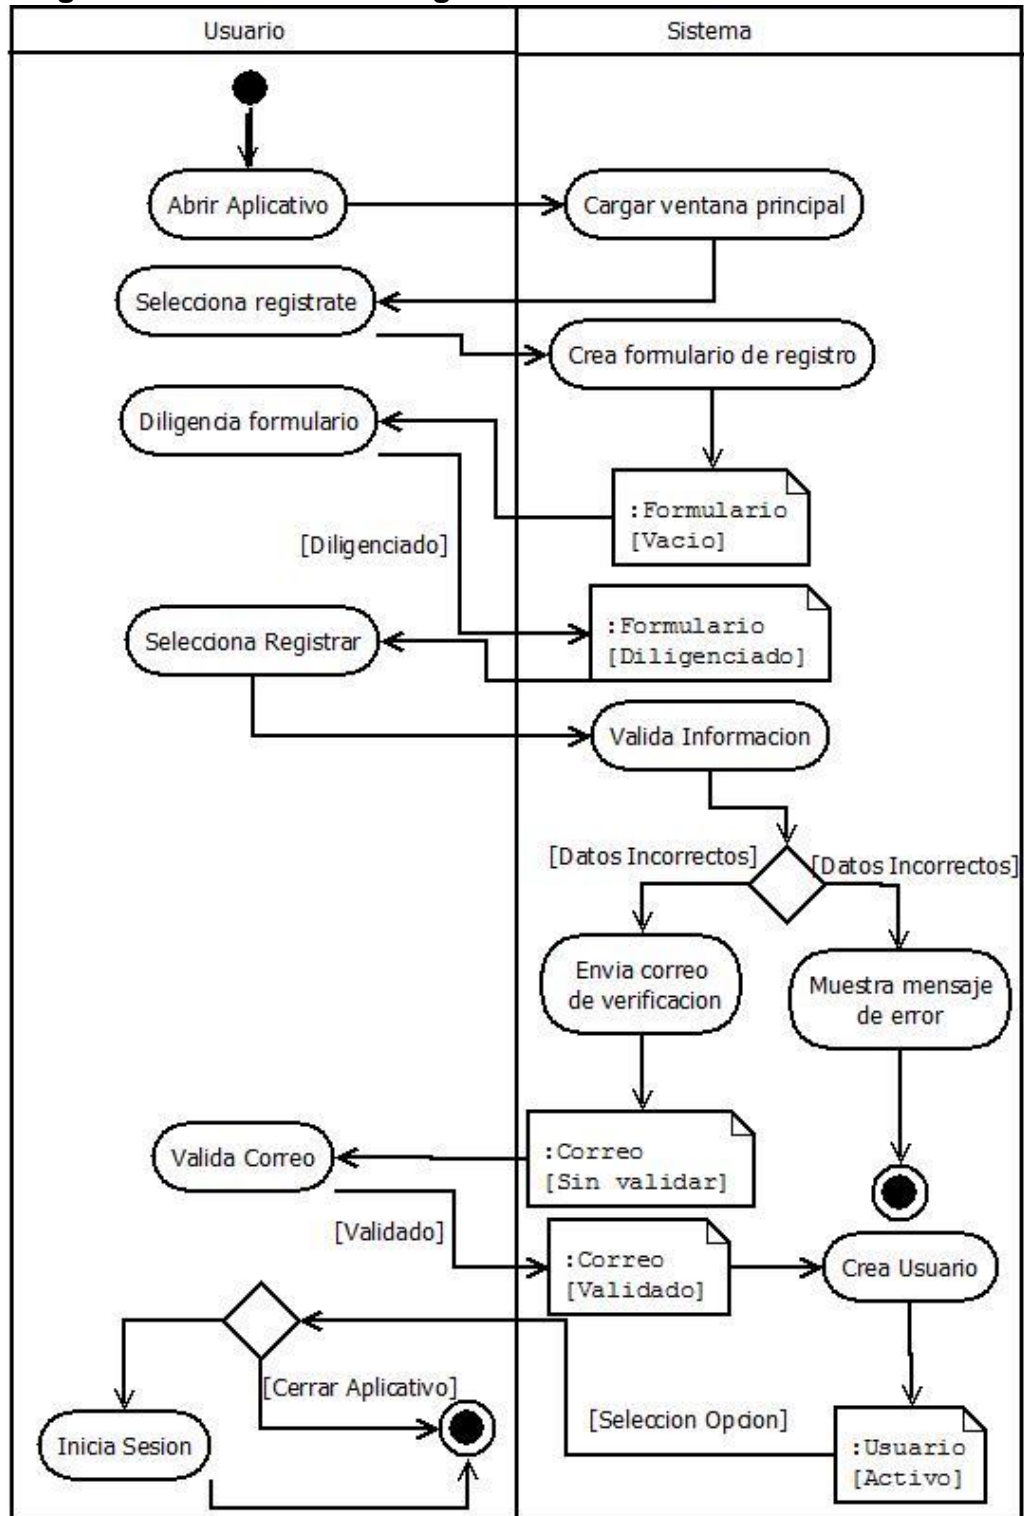 Usuario
Sistema
Abrir Aplicativo
Cargar ventana principal
Selecciona registrate
Crea formulario de registro
Diligencia formulario
:Formulario
[Vacio]
[Diligenciado]
:Formulario
[Diligenciado]
Selecciona Registrar
Valida Informacion
[Datos Incorrectos]
[Datos Incorrectos]
Envia correo
de verificacion
Muestra mensaje
de error
Valida Correo
:Correo
[Sin validar]
[Validado]
:Correo
[Validado]
Crea Usuario
[Cerrar Aplicativo]
[Seleccion Opcion]
Inicia Sesion
:Usuario
[Activo]